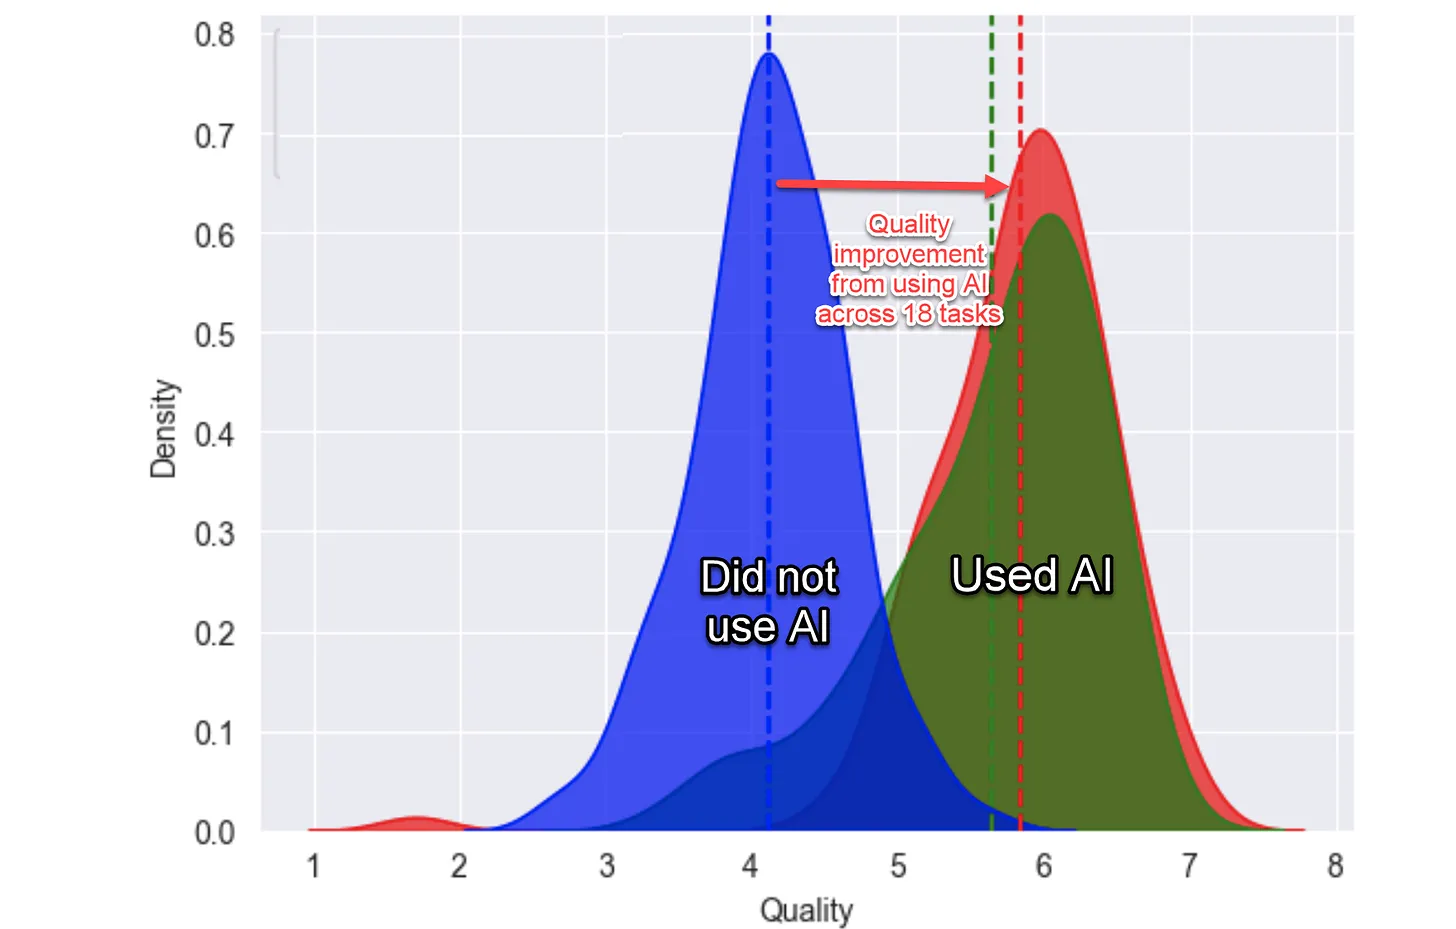 0.8
0.7
0.6
0.5
0.4
0.3
0.2
0.1
0.0
Density
Quality
improvement
from using AI
across 18 tasks
Did not
use AI
Used AI
1 2 3 4 5 6 7 8
Quality